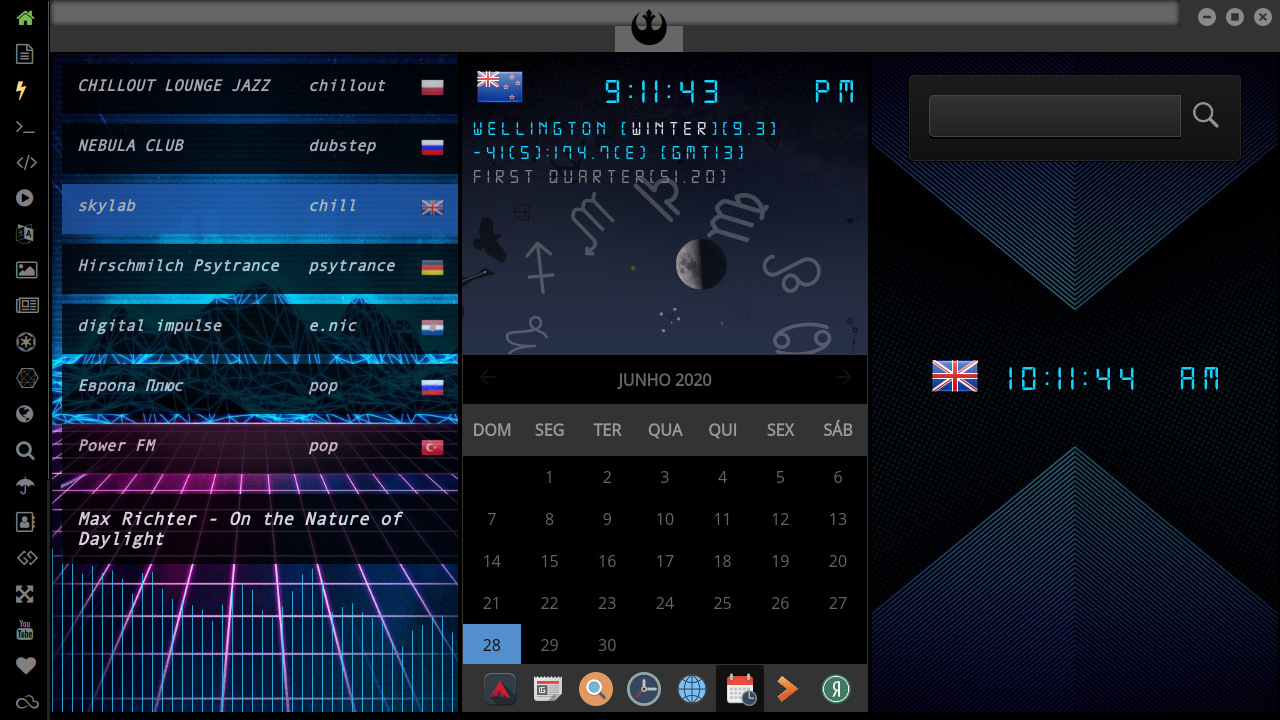 CHILLOUT LOUNGE JAZZ chillout
NEBULA CLUB dubstep
skylab chill
Hirschmilch Psytrance psytrance
digital impulse e.nic
Европа Плюс pop
Power FM pop
Max Richter - On the Nature of
Daylight
9:11:43 PM
WELLINGTON [WINTER][9.3]
-41(S):174.7(E) [GMT13]
FIRST QUARTER[51.20]
JUNHO 2020
DOM SEG TER QUA QUI SEX SÁB
1 2 3 4 5 6
7 8 9 10 11 12 13
14 15 16 17 18 19 20
21 22 23 24 25 26 27
28 29 30
10:11:44 AM
You
Tube
Я